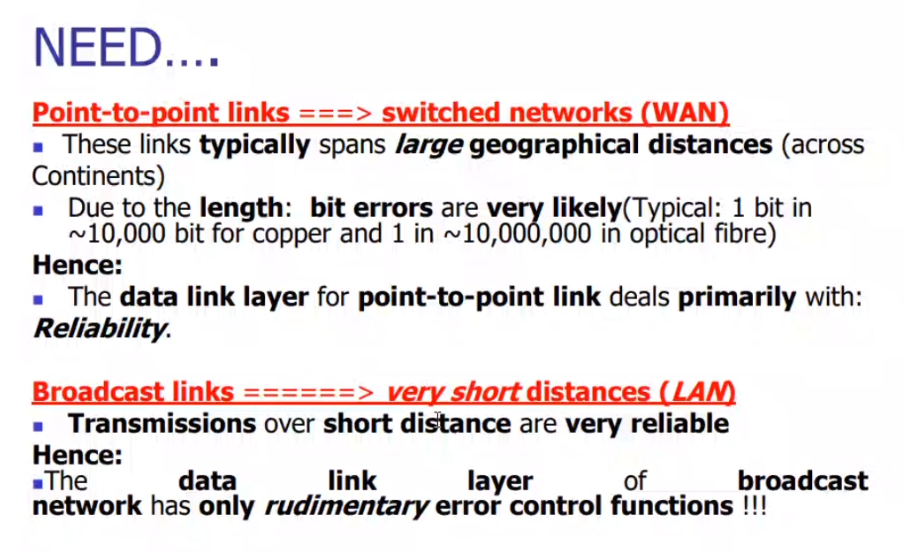 NEED....
Point-to-point links ===> switched networks (WAN)
These links typically spans large geographical distances (across
Continents)
Due to the length: bit errors are very likely(Typical: 1 bit in
~10,000 bit for copper and 1 in ~10,000,000 in optical fibre)
Hence:
The data link layer for point-to-point link deals primarily with:
Reliability.
Broadcast links ======> very short distances (LAN)
Transmissions over short distance are very reliable
Hence:
The data link layer of broadcast
network has only rudimentary error control functions !!!